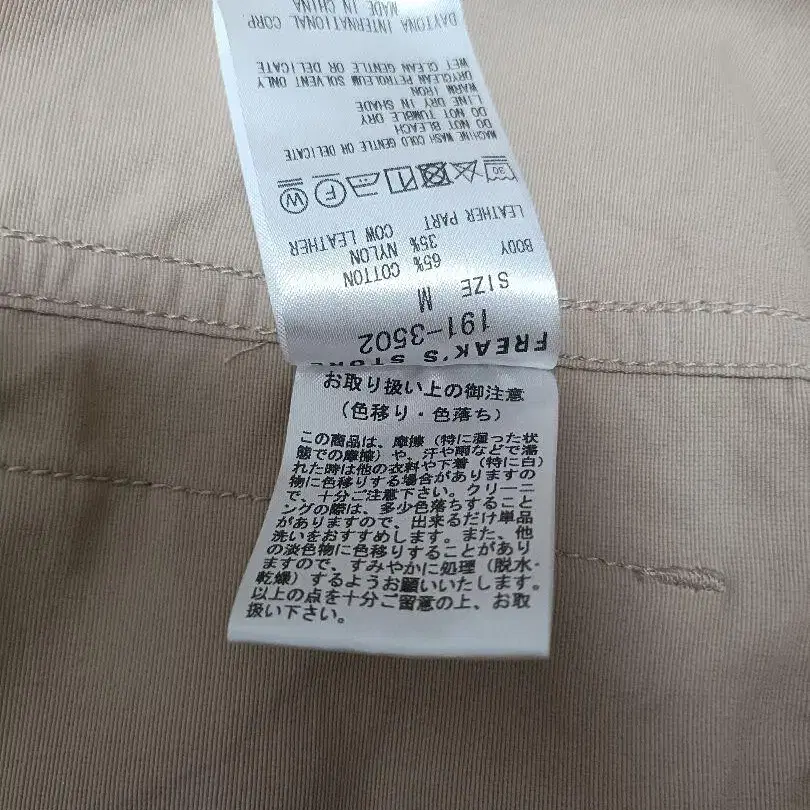 FREAK'S STORE
191-3502
SIZE M
BODY 65% COTTON
35% NYLON
LEATHER PART COW LEATHER
30 F W
MACHINE WASH COLD GENTLE OR DELICATE
DO NOT BLEACH
DO NOT TUMBLE DRY
LINE DRY IN SHADE
WARM IRON
DRYCLEAN PETROLEUM SOLVENT ONLY
WET CLEAN GENTLE OR DELICATE
DAYTONA INTERNATIONAL CORP.
MADE IN CHINA
お取り扱い上の御注意
(色移り・色落ち)
この商品は、摩擦(特に湿った状
態での摩擦)や、汗や雨などで濡
れた時は他の衣料や下着(特に白)
物に色移りする場合がありますの
で、十分ご注意下さい。クリーニ
ングの際は、多少色落ちすること
がありますので、出来るだけ単品
洗いをおすすめします。また、他
の淡色物に色移りすることがあり
ますので、すみやかに処理(脱水・
乾燥)するようお願いいたします。
以上の点を十分ご留意の上、お取
扱い下さい。